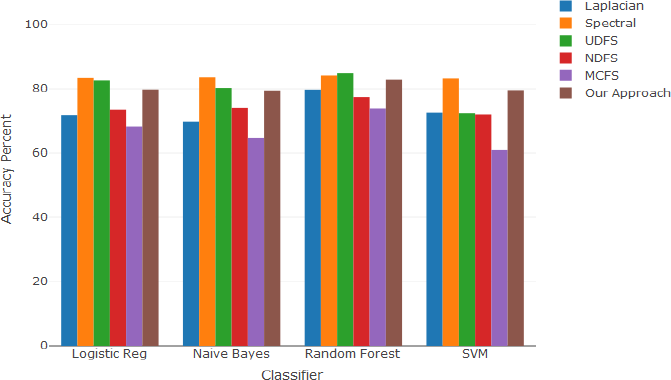 Laplacian
Spectral
UDFS
NDFS
MCFS
Our Approach
100
80
60
40
20
0
Accuracy Percent
Logistic Reg
Naive Bayes
Random Forest
SVM
Classifier